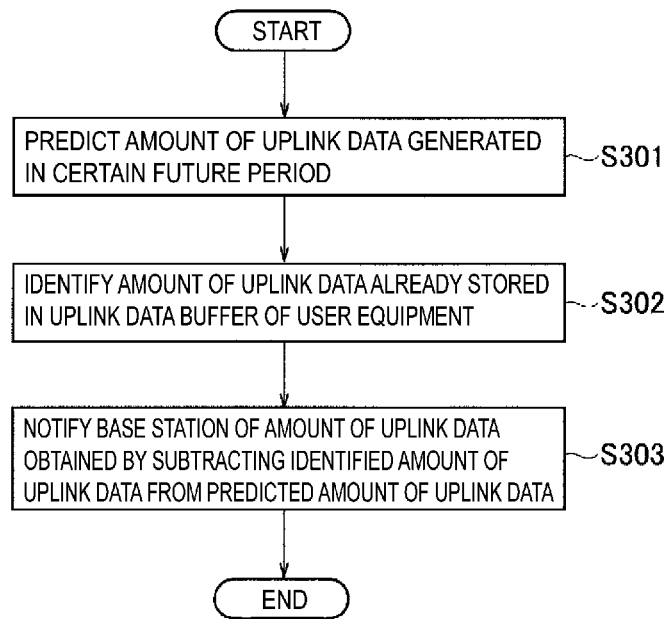 START
PREDICT AMOUNT OF UPLINK DATA GENERATED
IN CERTAIN FUTURE PERIOD
S301
IDENTIFY AMOUNT OF UPLINK DATA ALREADY STORED
IN UPLINK DATA BUFFER OF USER EQUIPMENT
S302
NOTIFY BASE STATION OF AMOUNT OF UPLINK DATA
OBTAINED BY SUBTRACTING IDENTIFIED AMOUNT OF
UPLINK DATA FROM PREDICTED AMOUNT OF UPLINK DATA
S303
END